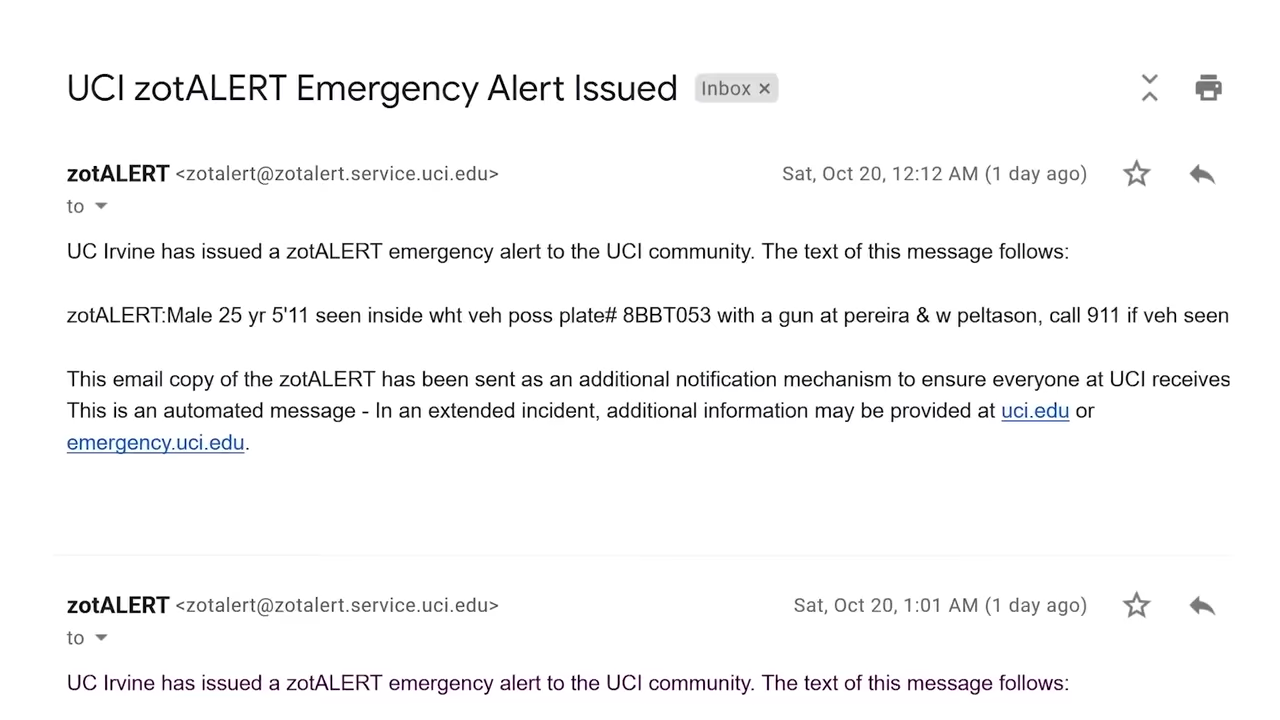 UCI zotALERT Emergency Alert Issued Inbox ×
zotALERT <zotalert@zotalert.service.uci.edu> Sat, Oct 20, 12:12 AM (1 day ago)
to
UC Irvine has issued a zotALERT emergency alert to the UCI community. The text of this message follows:
zotALERT:Male 25 yr 5'11 seen inside wht veh poss plate# 8BBT053 with a gun at pereira & w peltason, call 911 if veh seen
This email copy of the zotALERT has been sent as an additional notification mechanism to ensure everyone at UCI receives
This is an automated message - In an extended incident, additional information may be provided at uci.edu or
emergency.uci.edu.
zotALERT <zotalert@zotalert.service.uci.edu> Sat, Oct 20, 1:01 AM (1 day ago)
to
UC Irvine has issued a zotALERT emergency alert to the UCI community. The text of this message follows: